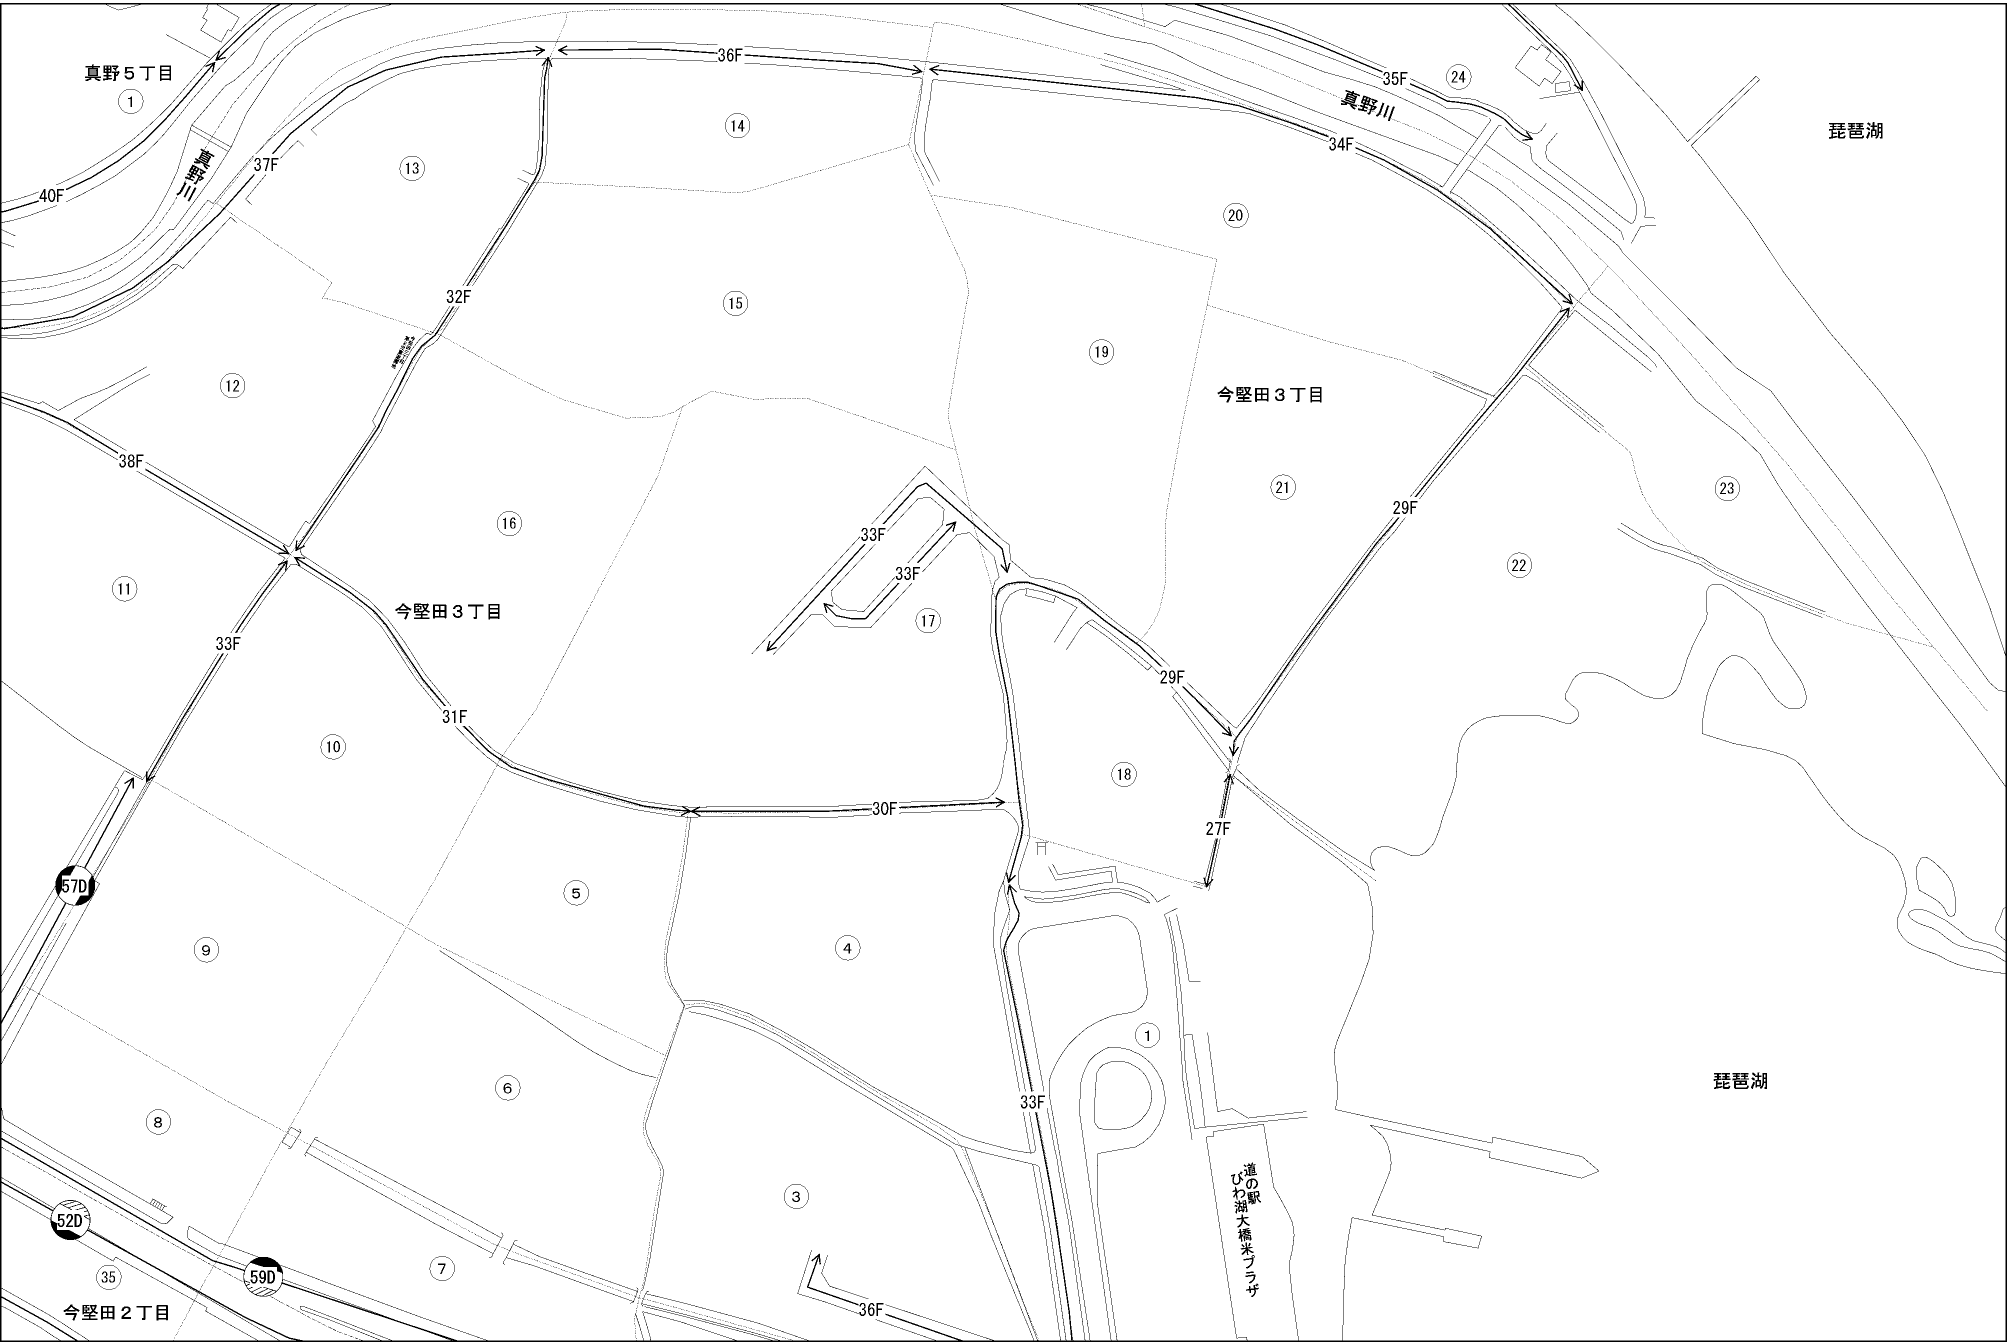 36F
真野５丁目
24
35F
①
真野川
琵琶湖
14
34F
真野川
37F
13
40F
20
32F
15
19
12
今堅田３丁目
38F
21
23
29F
16
33F
22
33F
11
今堅田３丁目
17
33F
29F
31F
10
18
30F
27F
57D
⑤
⑨
④
①
琵琶湖
⑥
33F
⑧
道の駅
びわ湖大橋米プラザ
③
52D
⑦
59D
35
36F
今堅田２丁目